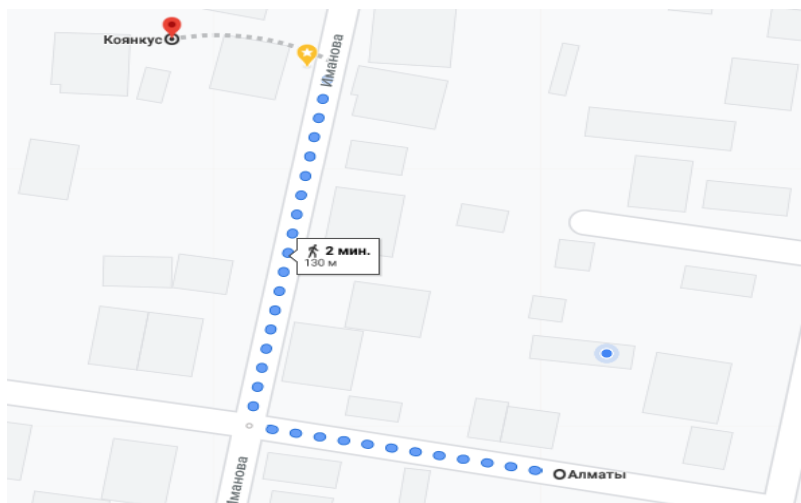 Коянкус
Иманова
2 мин.
130 м
Алматы
Иманова